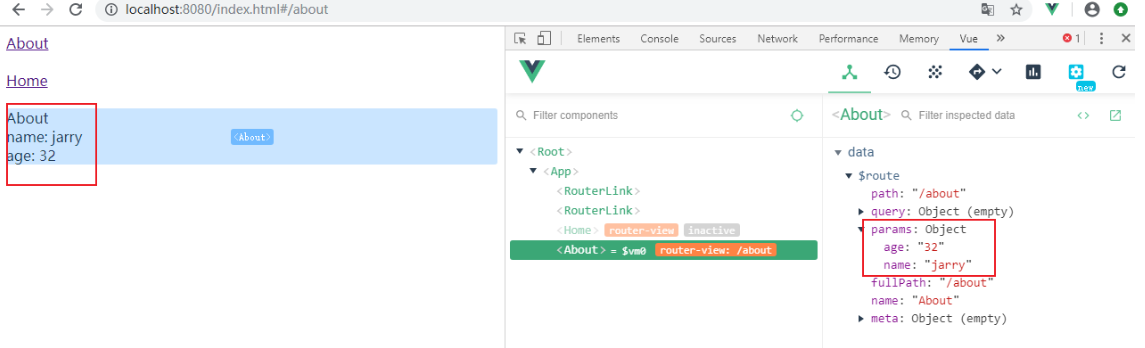 localhost:8080/index.html#/about
Elements Console Sources Network Performance Memory Vue » 1
new
About
Home
About
name: jarry
age: 32
<About>
Filter components
<Root>
<App>
<RouterLink>
<RouterLink>
<Home> router-view inactive
<About> = $vm0 router-view: /about
<About> Filter inspected data
data
$route
path: "/about"
query: Object (empty)
params: Object
age: "32"
name: "jarry"
fullPath: "/about"
name: "About"
meta: Object (empty)